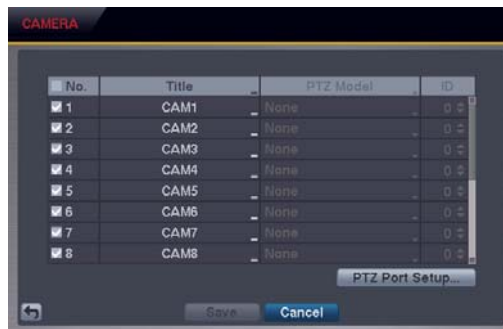 CAMERA
No. Title PTZ Model ID
1 CAM1 None 0
2 CAM2 None 0
3 CAM3 None 0
4 CAM4 None 0
5 CAM5 None 0
6 CAM6 None 0
7 CAM7 None 0
8 CAM8 None 0
PTZ Port Setup...
Save Cancel